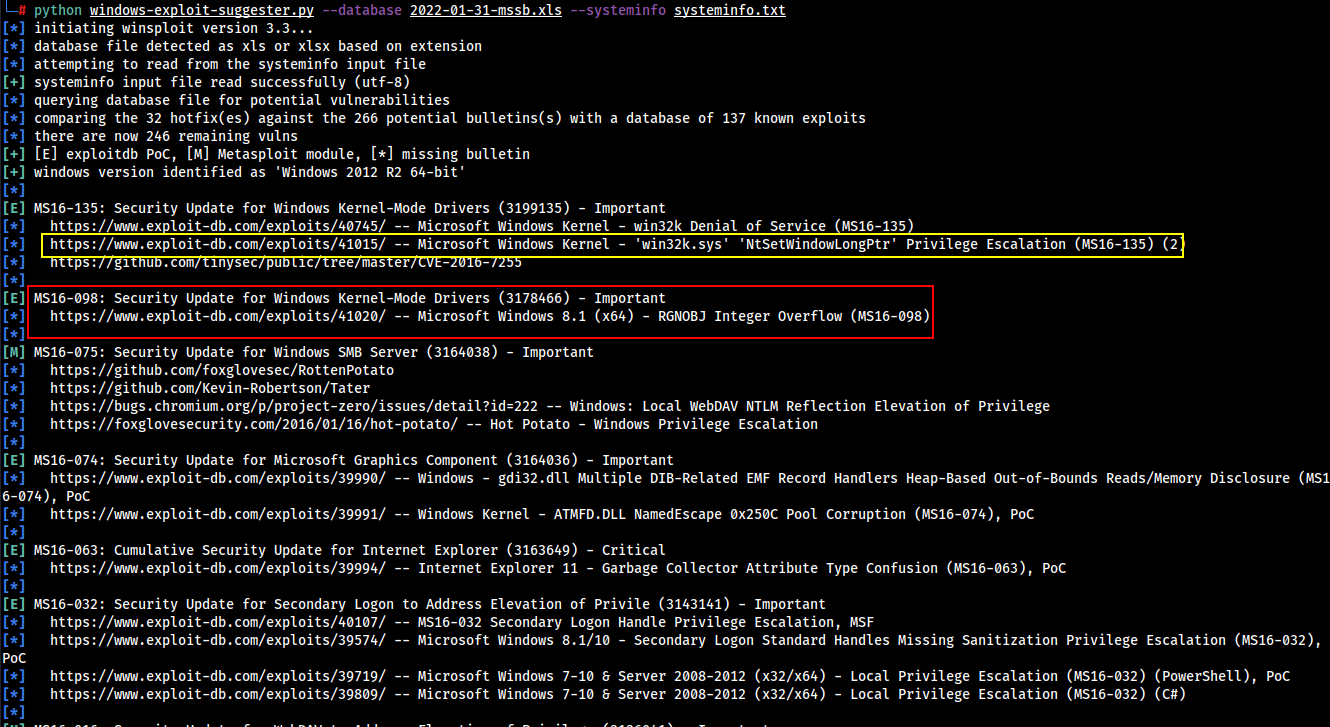 # python windows-exploit-suggester.py --database 2022-01-31-mssb.xls --systeminfo systeminfo.txt
[*] initiating winsploit version 3.3...
[*] database file detected as xls or xlsx based on extension
[*] attempting to read from the systeminfo input file
[+] systeminfo input file read successfully (utf-8)
[*] querying database file for potential vulnerabilities
[*] comparing the 32 hotfix(es) against the 266 potential bulletins(s) with a database of 137 known exploits
[*] there are now 246 remaining vulns
[+] [E] exploitdb PoC, [M] Metasploit module, [*] missing bulletin
[+] windows version identified as 'Windows 2012 R2 64-bit'
[*]
[E] MS16-135: Security Update for Windows Kernel-Mode Drivers (3199135) - Important
[*]   https://www.exploit-db.com/exploits/40745/ -- Microsoft Windows Kernel - win32k Denial of Service (MS16-135)
[*]   https://www.exploit-db.com/exploits/41015/ -- Microsoft Windows Kernel - 'win32k.sys' 'NtSetWindowLongPtr' Privilege Escalation (MS16-135) (2)
[*]   https://github.com/tinysec/public/tree/master/CVE-2016-7255
[*]
[E] MS16-098: Security Update for Windows Kernel-Mode Drivers (3178466) - Important
[*]   https://www.exploit-db.com/exploits/41020/ -- Microsoft Windows 8.1 (x64) - RGNOBJ Integer Overflow (MS16-098)
[*]
[M] MS16-075: Security Update for Windows SMB Server (3164038) - Important
[*]   https://github.com/foxglovesec/RottenPotato
[*]   https://github.com/Kevin-Robertson/Tater
[*]   https://bugs.chromium.org/p/project-zero/issues/detail?id=222 -- Windows: Local WebDAV NTLM Reflection Elevation of Privilege
[*]   https://foxglovesecurity.com/2016/01/16/hot-potato/ -- Hot Potato - Windows Privilege Escalation
[*]
[E] MS16-074: Security Update for Microsoft Graphics Component (3164036) - Important
[*]   https://www.exploit-db.com/exploits/39990/ -- Windows - gdi32.dll Multiple DIB-Related EMF Record Handlers Heap-Based Out-of-Bounds Reads/Memory Disclosure (MS1
6-074), PoC
[*]   https://www.exploit-db.com/exploits/39991/ -- Windows Kernel - ATMFD.DLL NamedEscape 0x250C Pool Corruption (MS16-074), PoC
[*]
[E] MS16-063: Cumulative Security Update for Internet Explorer (3163649) - Critical
[*]   https://www.exploit-db.com/exploits/39994/ -- Internet Explorer 11 - Garbage Collector Attribute Type Confusion (MS16-063), PoC
[*]
[E] MS16-032: Security Update for Secondary Logon to Address Elevation of Privile (3143141) - Important
[*]   https://www.exploit-db.com/exploits/40107/ -- MS16-032 Secondary Logon Handle Privilege Escalation, MSF
[*]   https://www.exploit-db.com/exploits/39574/ -- Microsoft Windows 8.1/10 - Secondary Logon Standard Handles Missing Sanitization Privilege Escalation (MS16-032),
PoC
[*]   https://www.exploit-db.com/exploits/39719/ -- Microsoft Windows 7-10 & Server 2008-2012 (x32/x64) - Local Privilege Escalation (MS16-032) (PowerShell), PoC
[*]   https://www.exploit-db.com/exploits/39809/ -- Microsoft Windows 7-10 & Server 2008-2012 (x32/x64) - Local Privilege Escalation (MS16-032) (C#)
[*]